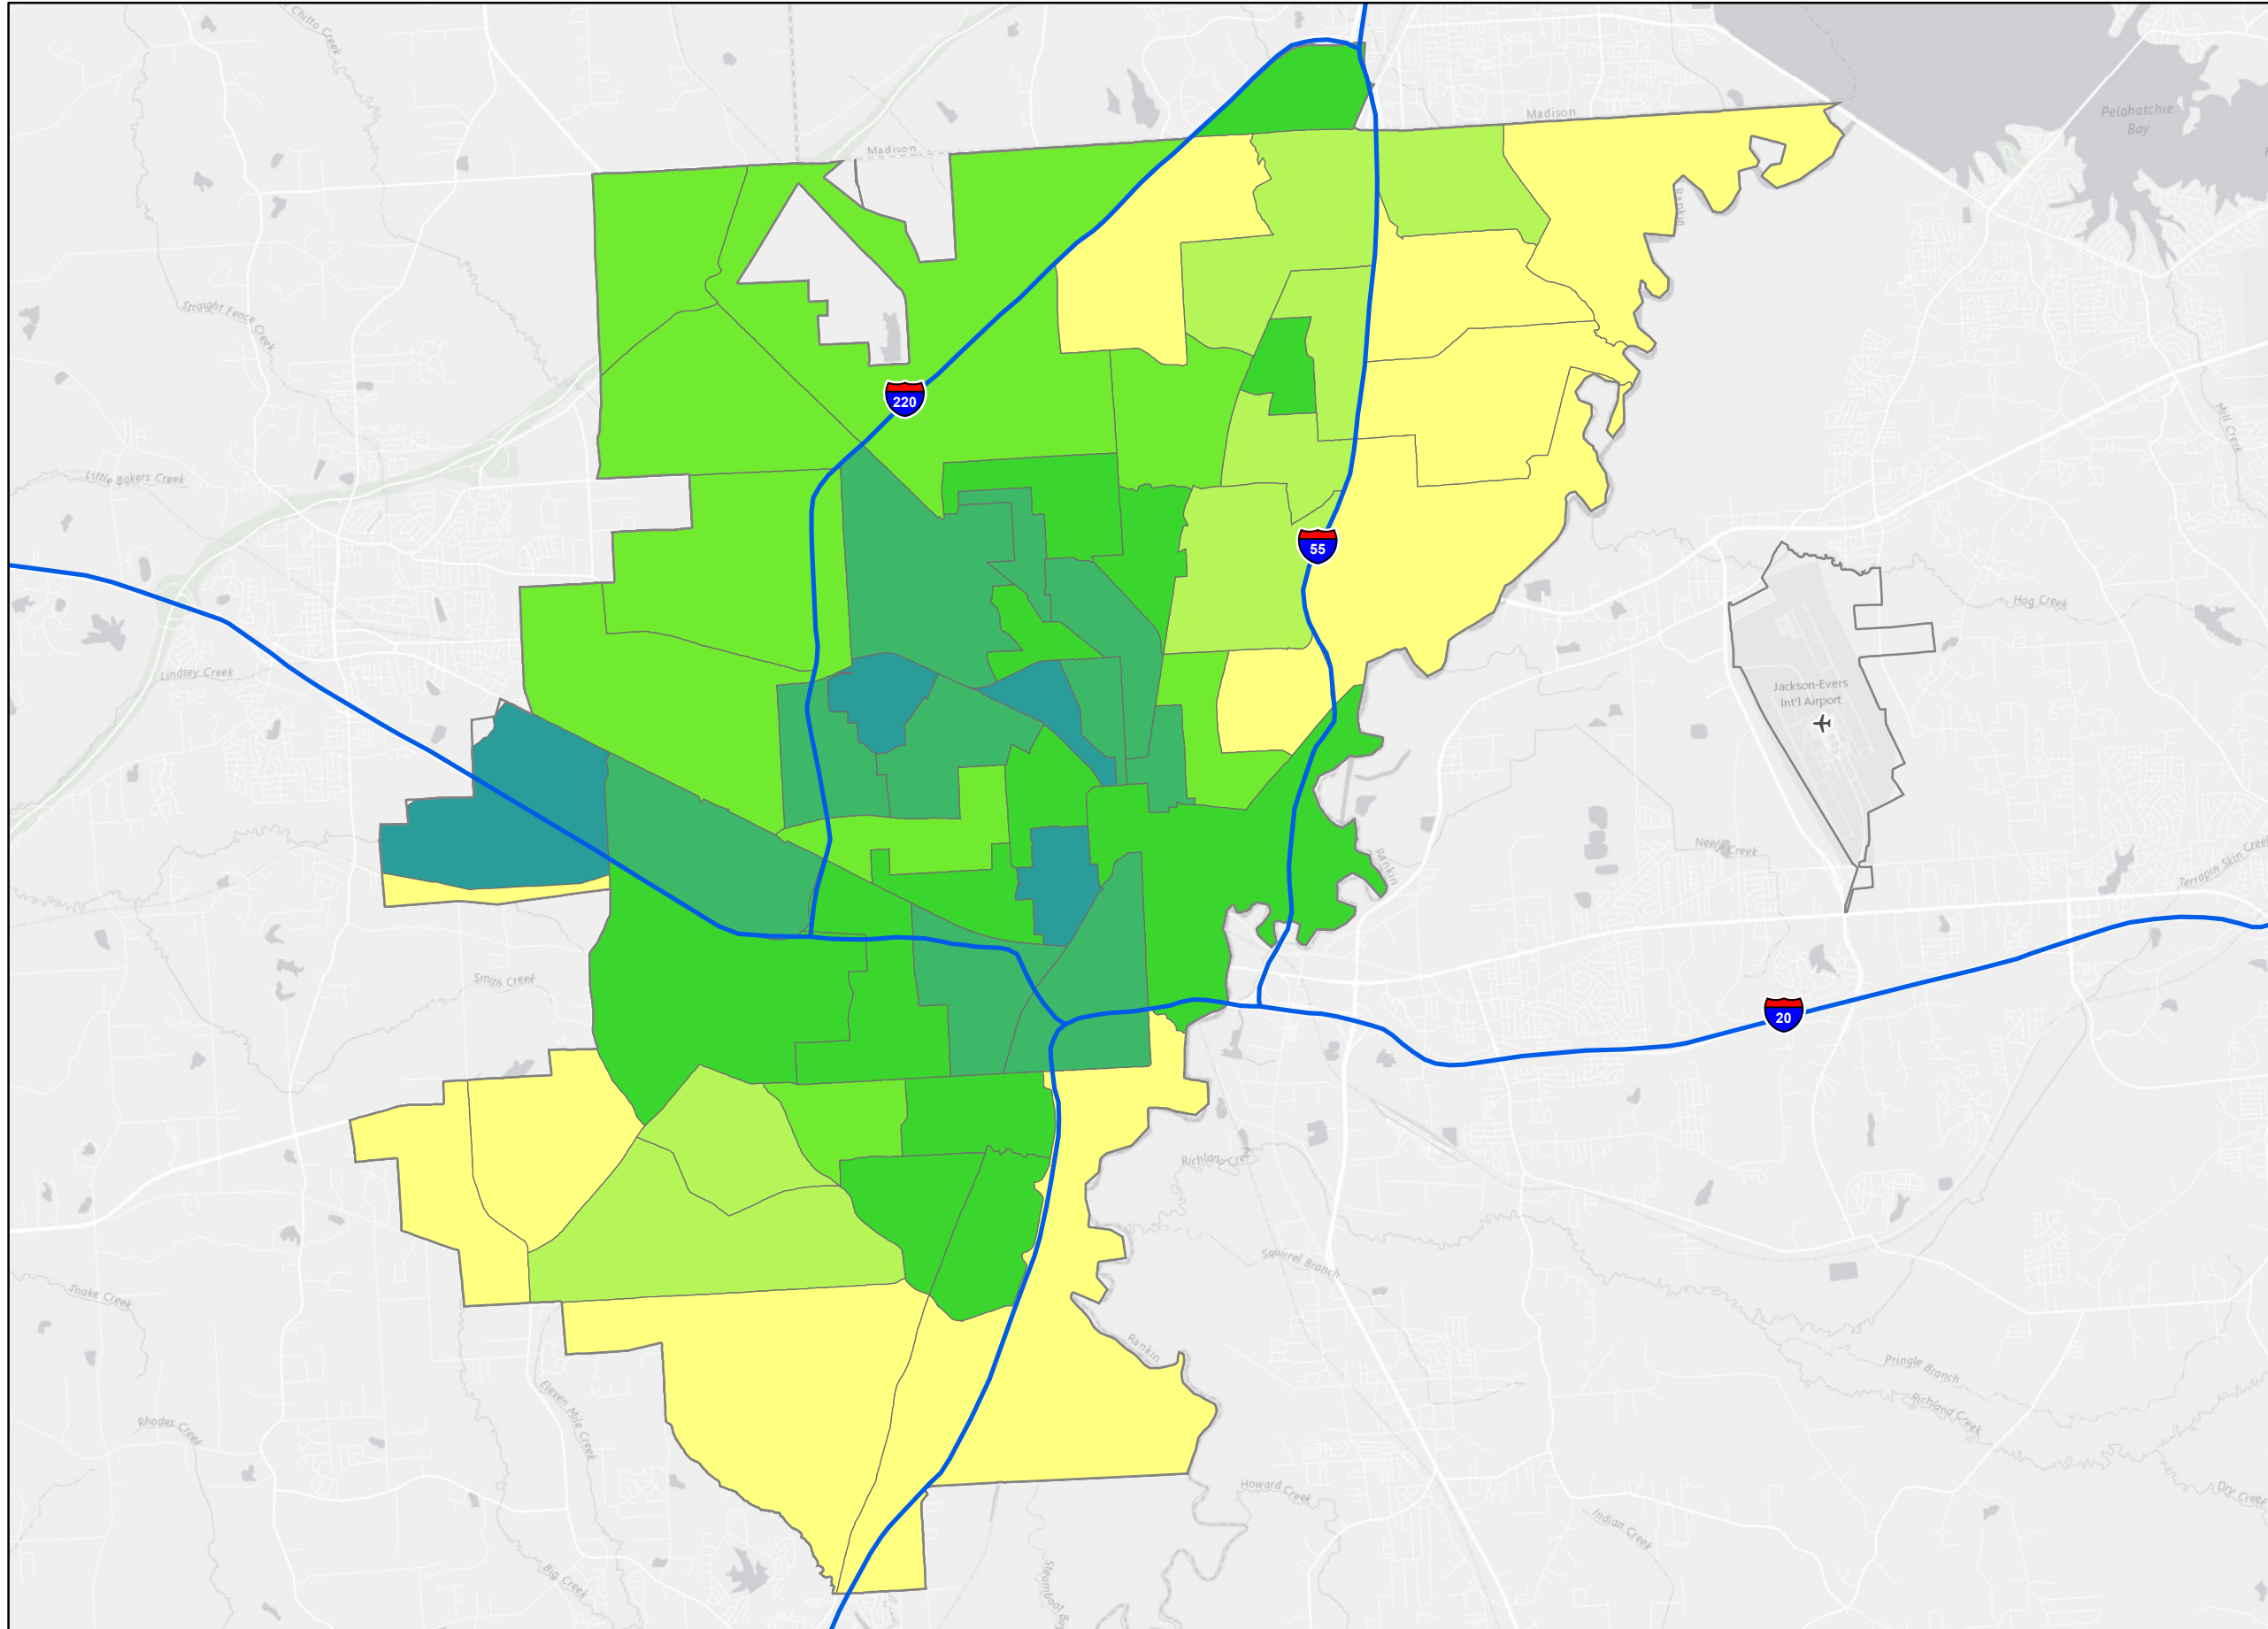 Chitto Creek
Madison
Pelahatchie
Bay
Madison
Rankin
Straight Fence Creek
220
Mill Creek
Little Bakers Creek
55
Hog Creek
Lindsey Creek
Jackson-Evers
Int'l Airport
Neely Creek
Terrapin Skin Creek
Rankin
Smith Creek
20
Richland Creek
Squirrel Branch
Snake Creek
Rankin
Pringle Branch
Richland Creek
Eleven Mile Creek
Rhodes Creek
Howard Creek
Dry Creek
Indian Creek
Big Creek
Steamboat